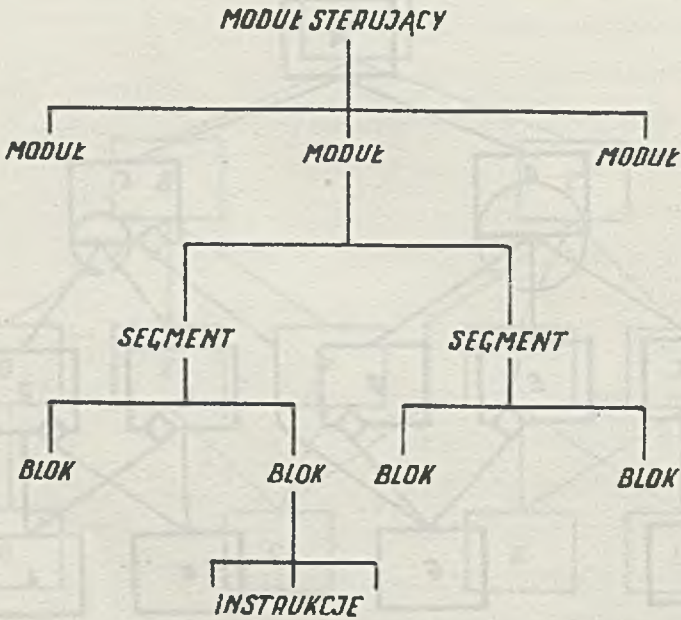 MODUŁ STERUJĄCY
MODUŁ MODUŁ MODUŁ
SEGMENT SEGMENT
BLOK BLOK BLOK BLOK
INSTRUKCJE